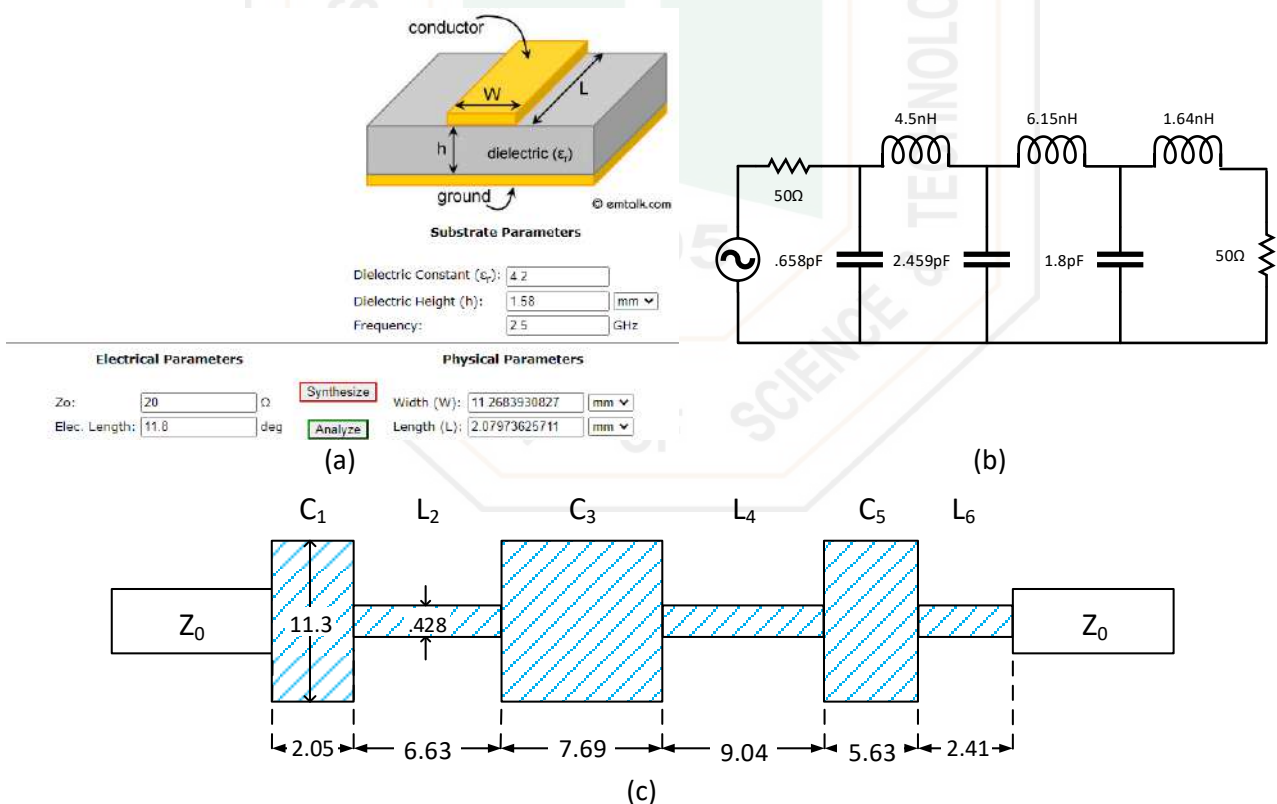 conductor
W
L
h
dielectric (εr)
ground
© emtalk.com
Substrate Parameters
Dielectric Constant (εr): 4.2
Dielectric Height (h): 1.58 mm
Frequency: 2.5 GHz
Electrical Parameters
Physical Parameters
Zo: 20 Ω
Elec. Length: 11.8 deg
Synthesize
Analyze
Width (W): 11.2683930827 mm
Length (L): 2.07973625711 mm
(a)
4.5nH 6.15nH 1.64nH
50Ω
.658pF 2.459pF 1.8pF
50Ω
(b)
C1 L2 C3 L4 C5 L6
Z0 11.3 .428 Z0
2.05 6.63 7.69 9.04 5.63 2.41
(c)
SCIENCE & TECHNOLO